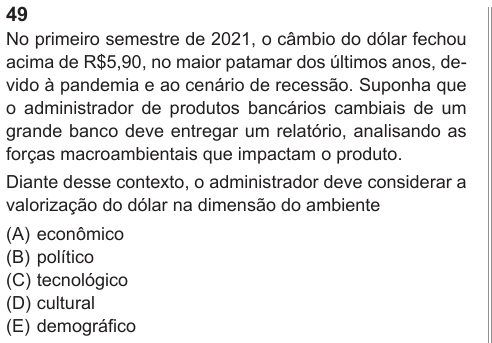 49
No primeiro semestre de 2021, o câmbio do dólar fechou
acima de R$5,90, no maior patamar dos últimos anos, de-
vido à pandemia e ao cenário de recessão. Suponha que
o administrador de produtos bancários cambiais de um
grande banco deve entregar um relatório, analisando as
forças macroambientais que impactam o produto.
Diante desse contexto, o administrador deve considerar a
valorização do dólar na dimensão do ambiente
(A) econômico
(B) político
(C) tecnológico
(D) cultural
(E) demográfico